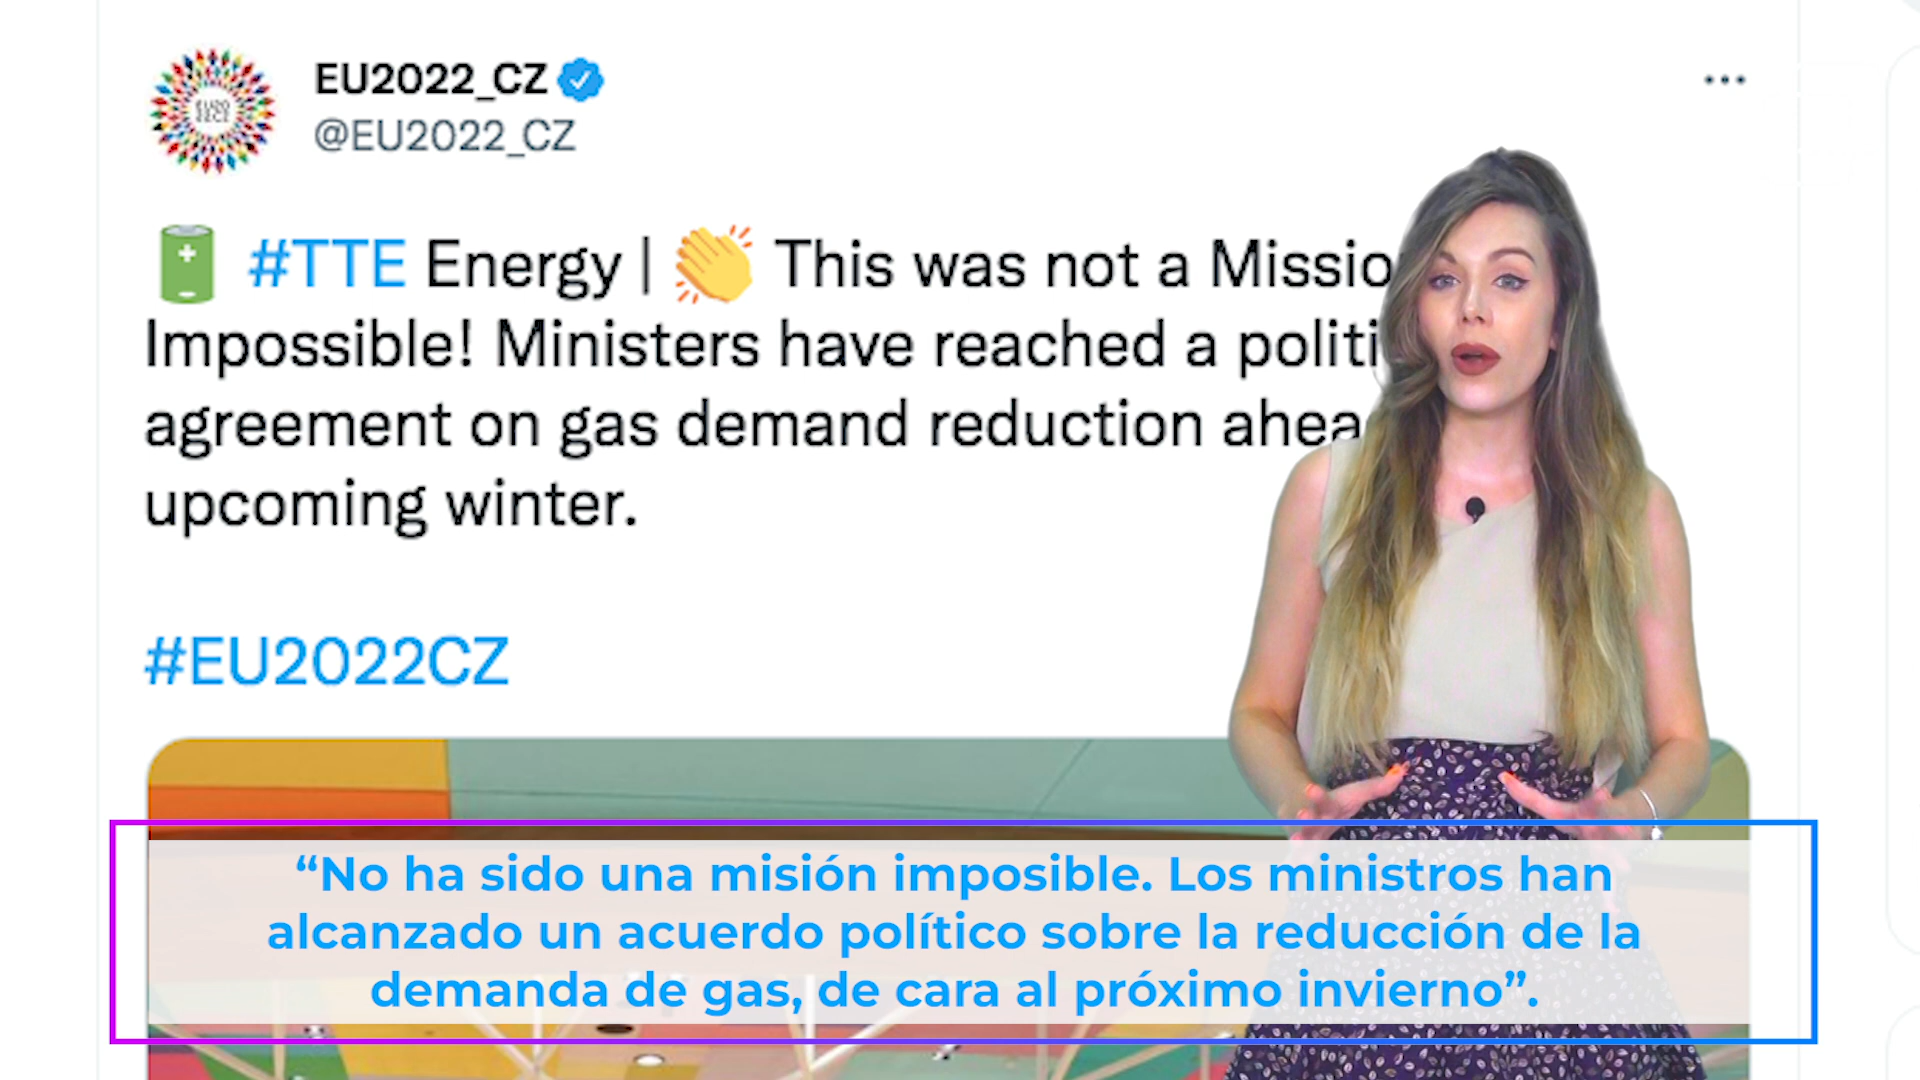 EU2022_CZ
@EU2022_CZ
#TTE Energy | This was not a Missio
Impossible! Ministers have reached a politi
agreement on gas demand reduction ahea
upcoming winter.
#EU2022CZ
“No ha sido una misión imposible. Los ministros han
alcanzado un acuerdo político sobre la reducción de la
demanda de gas, de cara al próximo invierno”.